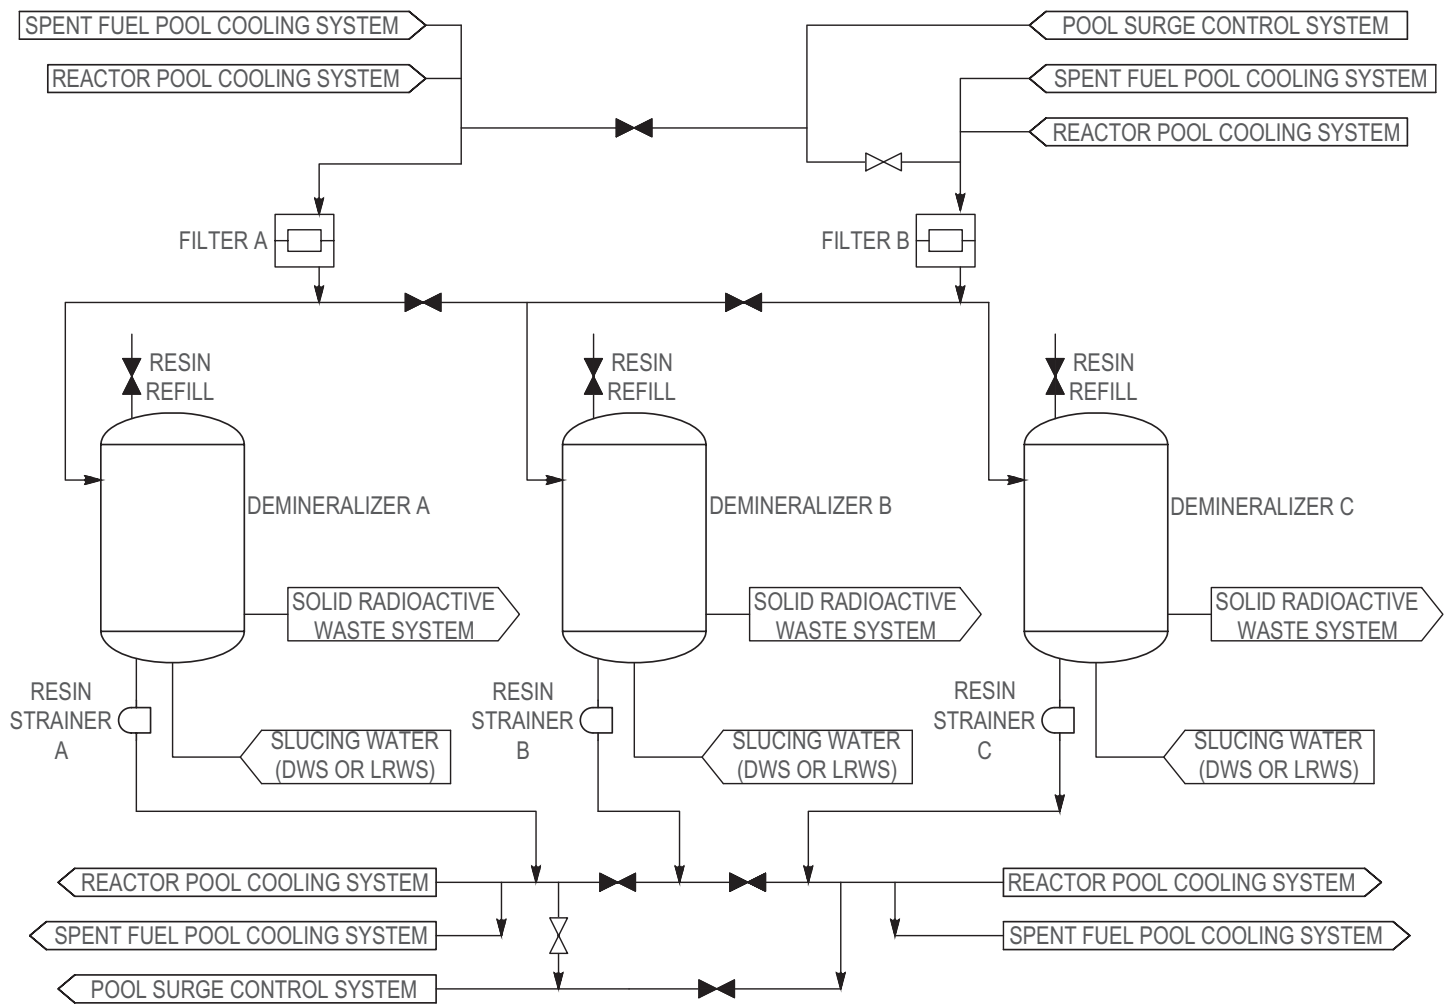 SPENT FUEL POOL COOLING SYSTEM
POOL SURGE CONTROL SYSTEM
REACTOR POOL COOLING SYSTEM
SPENT FUEL POOL COOLING SYSTEM
REACTOR POOL COOLING SYSTEM
FILTER A
FILTER B
RESIN
REFILL
RESIN
REFILL
RESIN
REFILL
DEMINERALIZER A
DEMINERALIZER B
DEMINERALIZER C
SOLID RADIOACTIVE
WASTE SYSTEM
SOLID RADIOACTIVE
WASTE SYSTEM
SOLID RADIOACTIVE
WASTE SYSTEM
RESIN
STRAINER
A
RESIN
STRAINER
B
RESIN
STRAINER
C
SLUCING WATER
(DWS OR LRWS)
SLUCING WATER
(DWS OR LRWS)
SLUCING WATER
(DWS OR LRWS)
REACTOR POOL COOLING SYSTEM
REACTOR POOL COOLING SYSTEM
SPENT FUEL POOL COOLING SYSTEM
SPENT FUEL POOL COOLING SYSTEM
POOL SURGE CONTROL SYSTEM